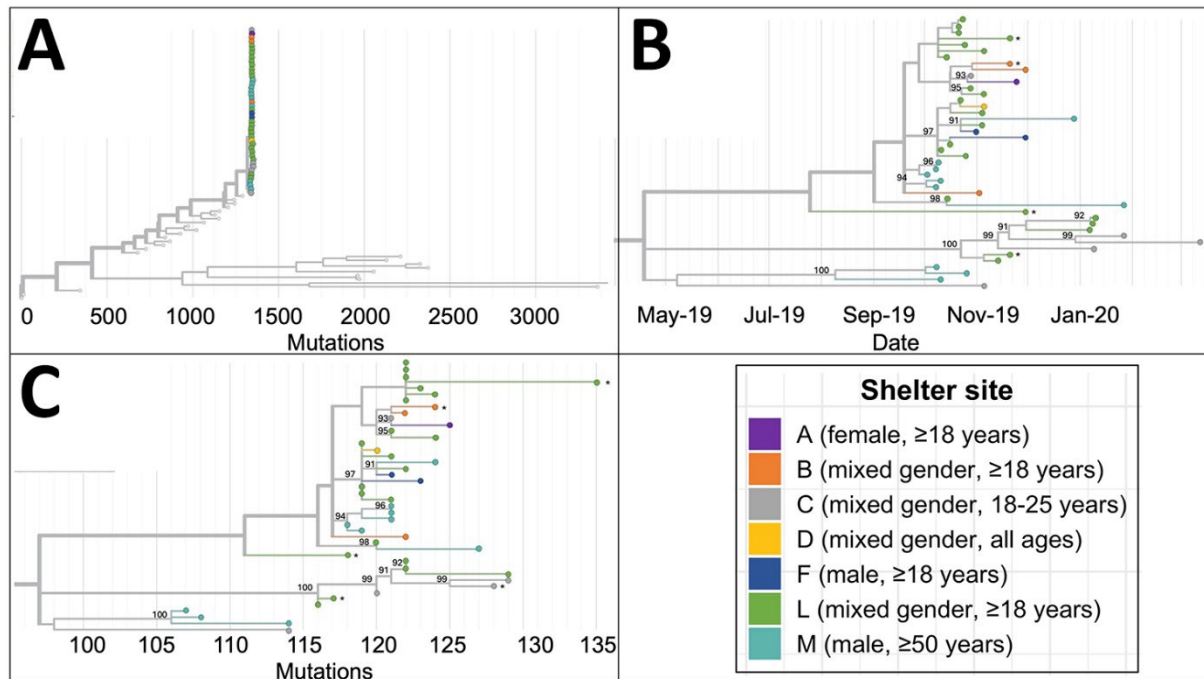 A
0 500 1000 1500 2000 2500 3000
Mutations
B
*
*
93
95
91
97
96
94
98
*
92
91
99
99
100
*
100
May-19 Jul-19 Sep-19 Nov-19 Jan-20
Date
C
*
*
93
95
91
97
96
94
98
*
92
91
99
99
*
100
*
100
100 105 110 115 120 125 130 135
Mutations
Shelter site
A (female, ≥18 years)
B (mixed gender, ≥18 years)
C (mixed gender, 18-25 years)
D (mixed gender, all ages)
F (male, ≥18 years)
L (mixed gender, ≥18 years)
M (male, ≥50 years)